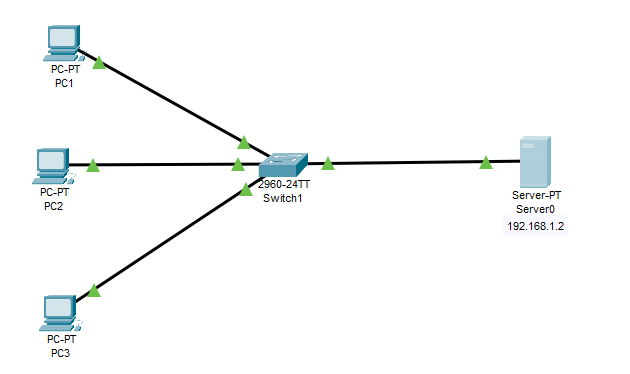 PC-PT
PC1
PC-PT
PC2
2960-24TT
Switch1
Server-PT
Server0
192.168.1.2
PC-PT
PC3